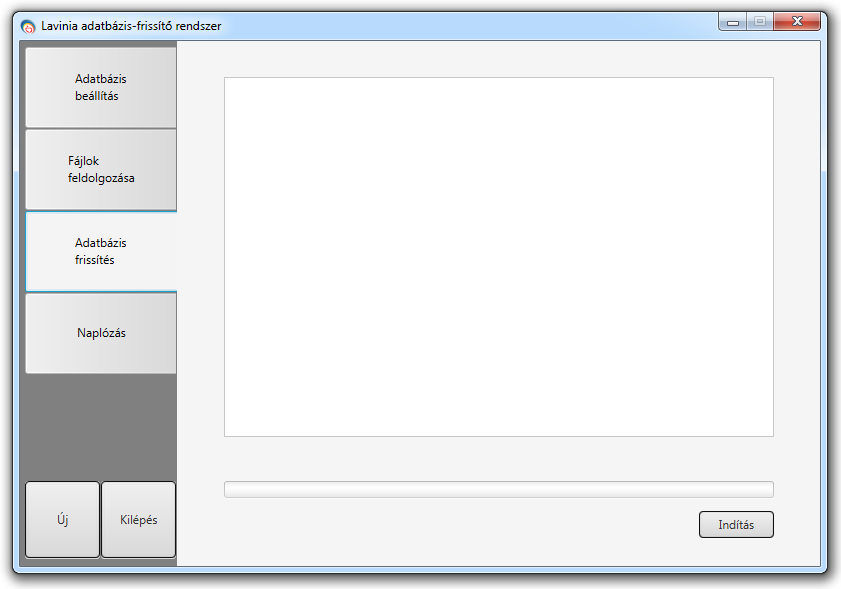 Lavinia adatbázis-frissítő rendszer
Adatbázis
beállítás
Fájlok
feldolgozása
Adatbázis
frissítés
Naplózás
Új
Kilépés
Indítás